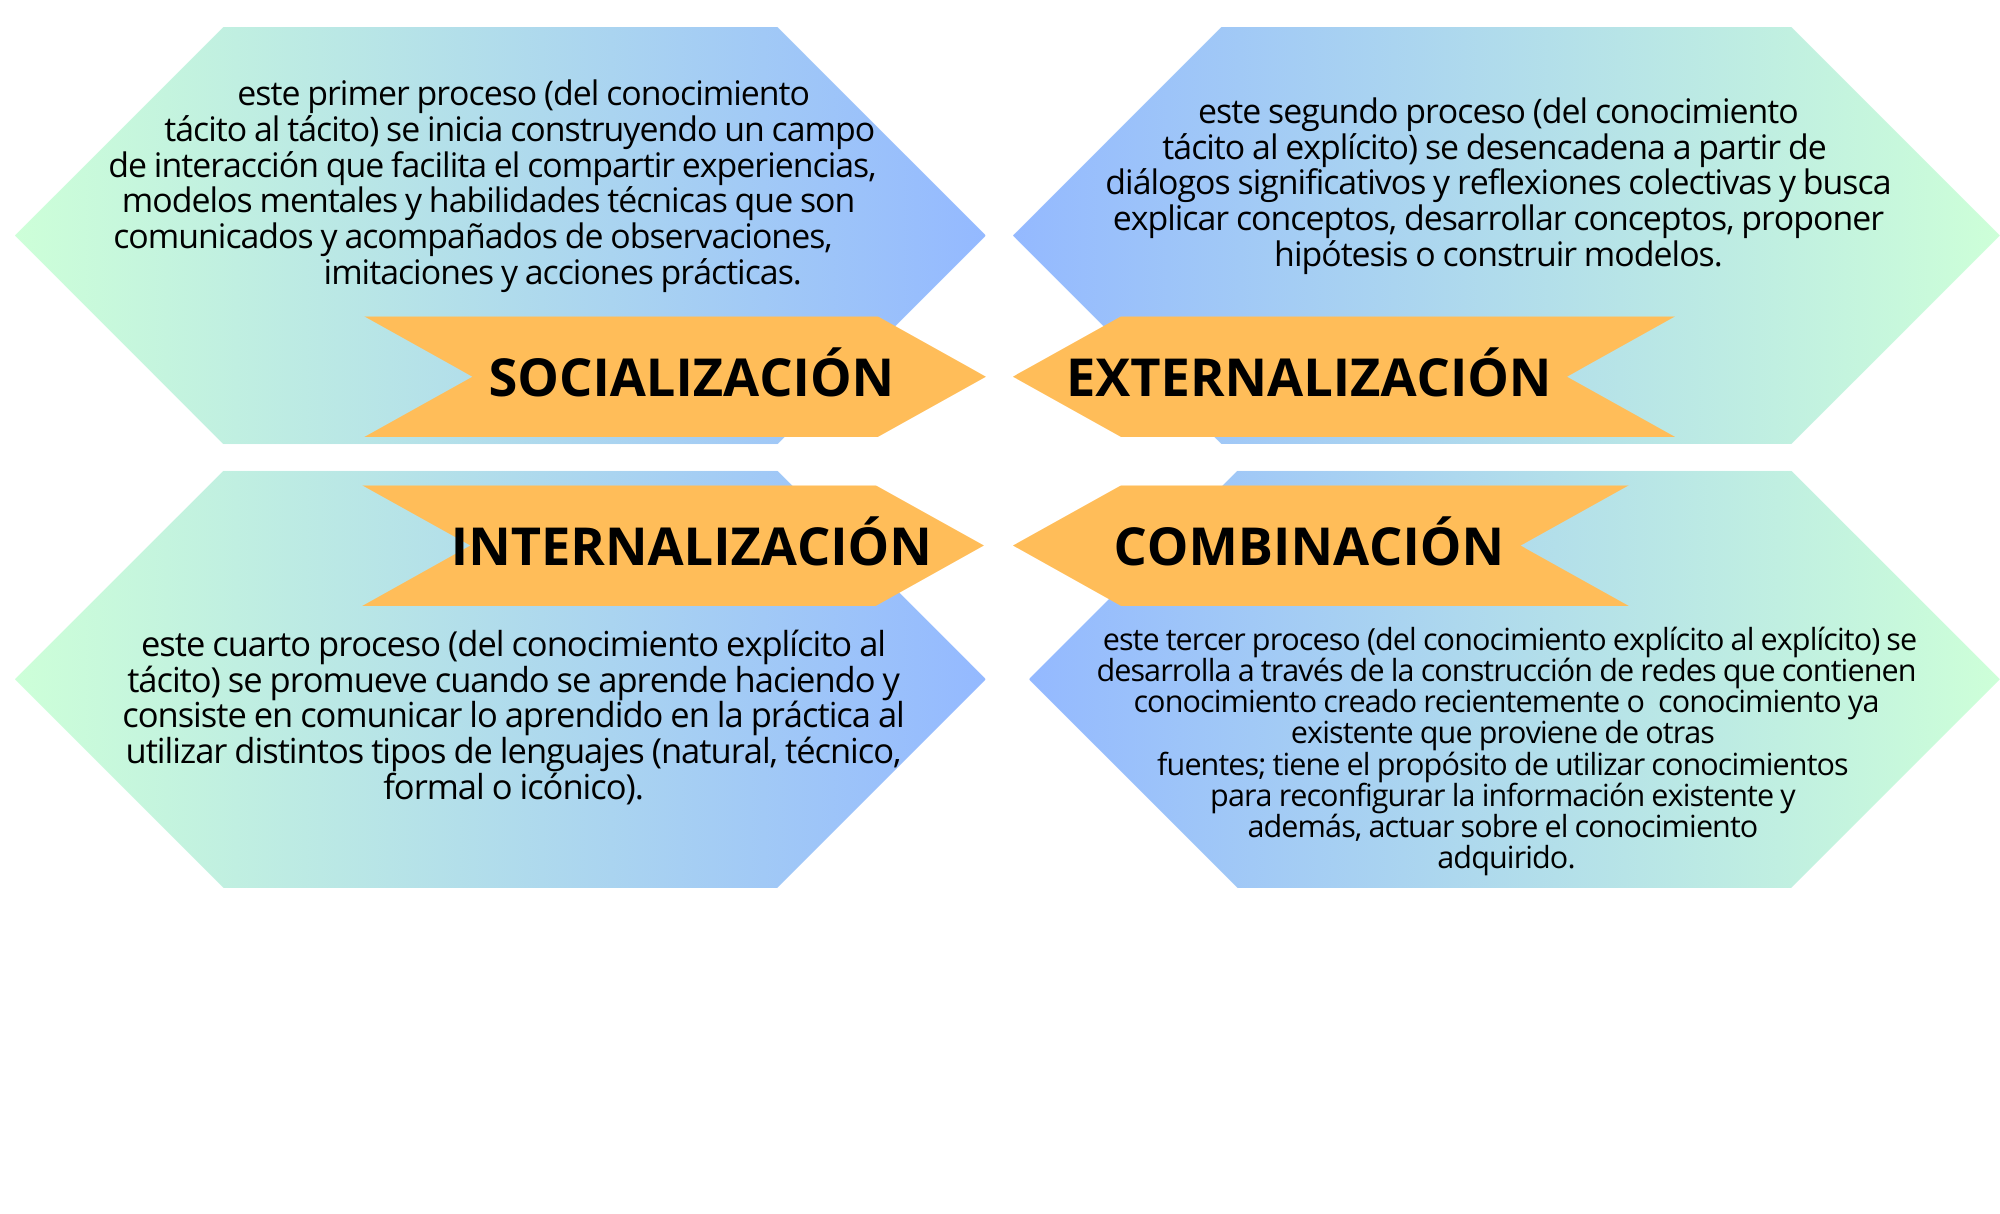 este primer proceso (del conocimiento
tácito al tácito) se inicia construyendo un campo
de interacción que facilita el compartir experiencias,
modelos mentales y habilidades técnicas que son
comunicados y acompañados de observaciones,
imitaciones y acciones prácticas.
SOCIALIZACIÓN
este segundo proceso (del conocimiento
tácito al explícito) se desencadena a partir de
diálogos significativos y reflexiones colectivas y busca
explicar conceptos, desarrollar conceptos, proponer
hipótesis o construir modelos.
EXTERNALIZACIÓN
INTERNALIZACIÓN
este cuarto proceso (del conocimiento explícito al
tácito) se promueve cuando se aprende haciendo y
consiste en comunicar lo aprendido en la práctica al
utilizar distintos tipos de lenguajes (natural, técnico,
formal o icónico).
COMBINACIÓN
este tercer proceso (del conocimiento explícito al explícito) se
desarrolla a través de la construcción de redes que contienen
conocimiento creado recientemente o  conocimiento ya
existente que proviene de otras
fuentes; tiene el propósito de utilizar conocimientos
para reconfigurar la información existente y
además, actuar sobre el conocimiento
adquirido.